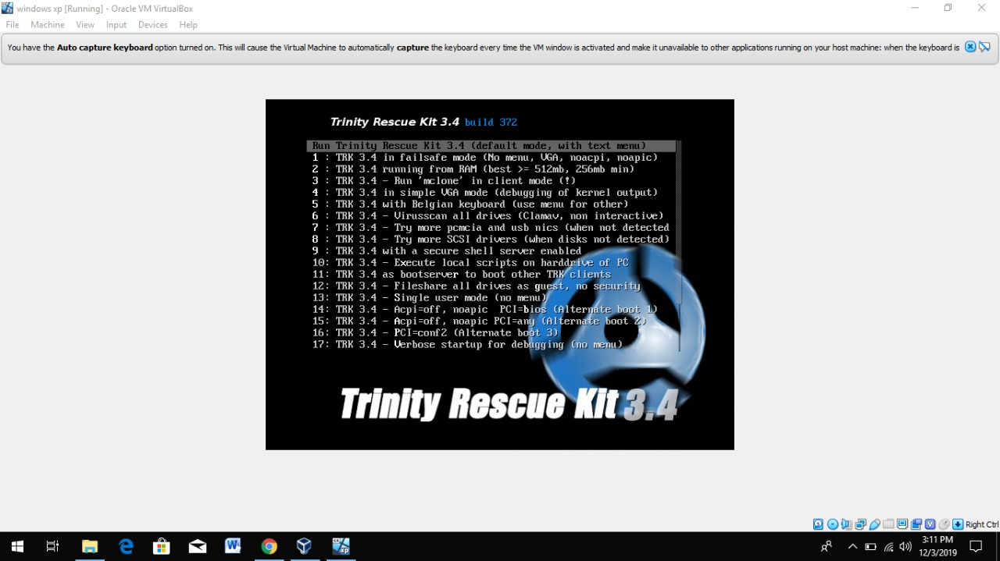 windows xp [Running] - Oracle VM VirtualBox
File Machine View Input Devices Help
You have the Auto capture keyboard option turned on. This will cause the Virtual Machine to automatically capture the keyboard every time the VM window is activated and make it unavailable to other applications running on your host machine: when the keyboard is
Trinity Rescue Kit 3.4 build 372
Run Trinity Rescue Kit 3.4 (default mode, with text menu)
1 : TRK 3.4 in failsafe mode (No menu, VGA, noacpi, noapic)
2 : TRK 3.4 running from RAM (best >= 512mb, 256mb min)
3 : TRK 3.4 - Run 'mclone' in client mode (!)
4 : TRK 3.4 in simple VGA mode (debugging of kernel output)
5 : TRK 3.4 with Belgian keyboard (use menu for other)
6 : TRK 3.4 - Virusscan all drives (Clamav, non interactive)
7 : TRK 3.4 - Try more pcmcia and usb nics (when not detected
8 : TRK 3.4 - Try more SCSI drivers (when disks not detected)
9 : TRK 3.4 with a secure shell server enabled
10: TRK 3.4 - Execute local scripts on harddrive of PC
11: TRK 3.4 as bootserver to boot other TRK clients
12: TRK 3.4 - Fileshare all drives as guest, no security
13: TRK 3.4 - Single user mode (no menu)
14: TRK 3.4 - Acpi=off, noapic  PCI=bios (Alternate boot 1)
15: TRK 3.4 - Acpi=off, noapic PCI=any (Alternate boot 2)
16: TRK 3.4 - PCI=conf2 (Alternate boot 3)
17: TRK 3.4 - Verbose startup for debugging (no menu)
Trinity Rescue Kit 3.4
Right Ctrl
3:11 PM
12/3/2019